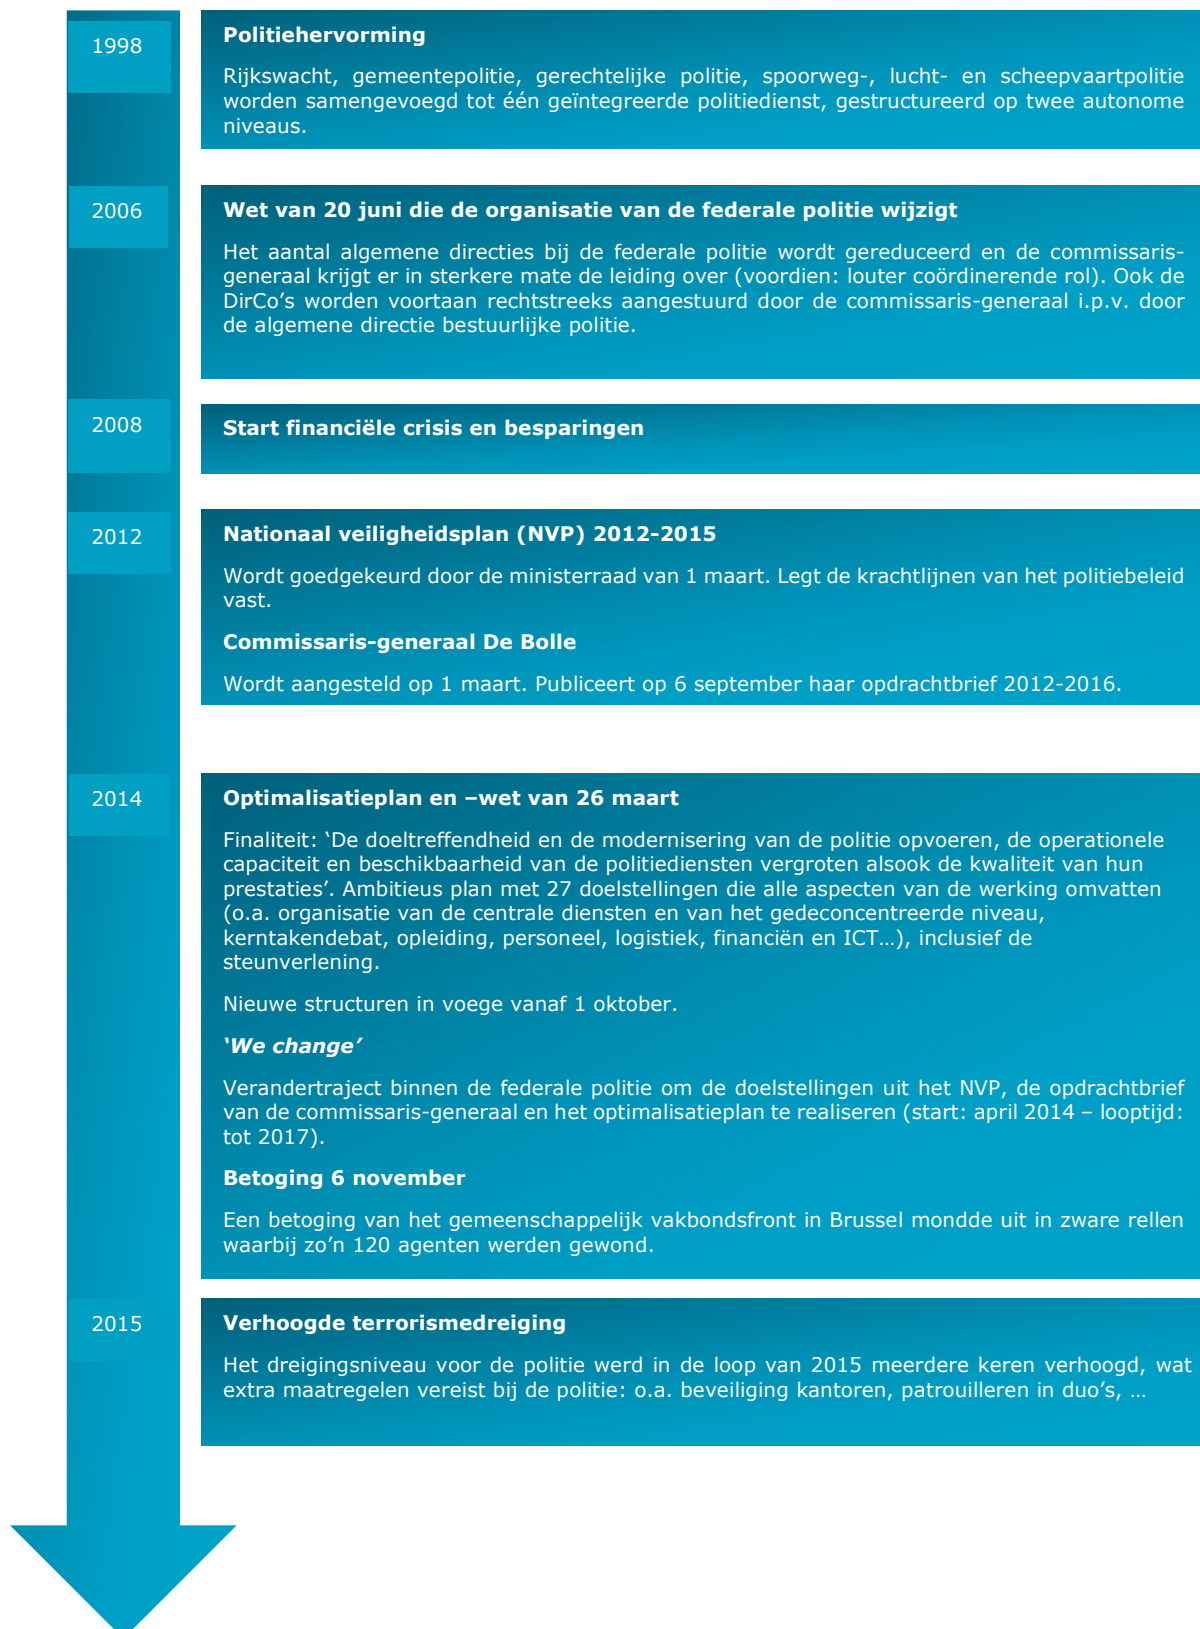 1998
Politiehervorming
Rijkswacht, gemeentepolitie, gerechtelijke politie, spoorweg-, lucht- en scheepvaartpolitie
worden samengevoegd tot één geïntegreerde politiedienst, gestructureerd op twee autonome
niveaus.
2006
Wet van 20 juni die de organisatie van de federale politie wijzigt
Het aantal algemene directies bij de federale politie wordt gereduceerd en de commissaris-
generaal krijgt er in sterkere mate de leiding over (voordien: louter coördinerende rol). Ook de
DirCo’s worden voortaan rechtstreeks aangestuurd door de commissaris-generaal i.p.v. door
de algemene directie bestuurlijke politie.
2008
Start financiële crisis en besparingen
2012
Nationaal veiligheidsplan (NVP) 2012-2015
Wordt goedgekeurd door de ministerraad van 1 maart. Legt de krachtlijnen van het politiebeleid
vast.
Commissaris-generaal De Bolle
Wordt aangesteld op 1 maart. Publiceert op 6 september haar opdrachtbrief 2012-2016.
2014
Optimalisatieplan en –wet van 26 maart
Finaliteit: ‘De doeltreffendheid en de modernisering van de politie opvoeren, de operationele
capaciteit en beschikbaarheid van de politiediensten vergroten alsook de kwaliteit van hun
prestaties’. Ambitieus plan met 27 doelstellingen die alle aspecten van de werking omvatten
(o.a. organisatie van de centrale diensten en van het gedeconcentreerde niveau,
kerntakendebat, opleiding, personeel, logistiek, financiën en ICT…), inclusief de
steunverlening.
Nieuwe structuren in voege vanaf 1 oktober.
‘We change’
Verandertraject binnen de federale politie om de doelstellingen uit het NVP, de opdrachtbrief
van de commissaris-generaal en het optimalisatieplan te realiseren (start: april 2014 – looptijd:
tot 2017).
Betoging 6 november
Een betoging van het gemeenschappelijk vakbondsfront in Brussel mondde uit in zware rellen
waarbij zo’n 120 agenten werden gewond.
2015
Verhoogde terrorismedreiging
Het dreigingsniveau voor de politie werd in de loop van 2015 meerdere keren verhoogd, wat
extra maatregelen vereist bij de politie: o.a. beveiliging kantoren, patrouilleren in duo’s, …